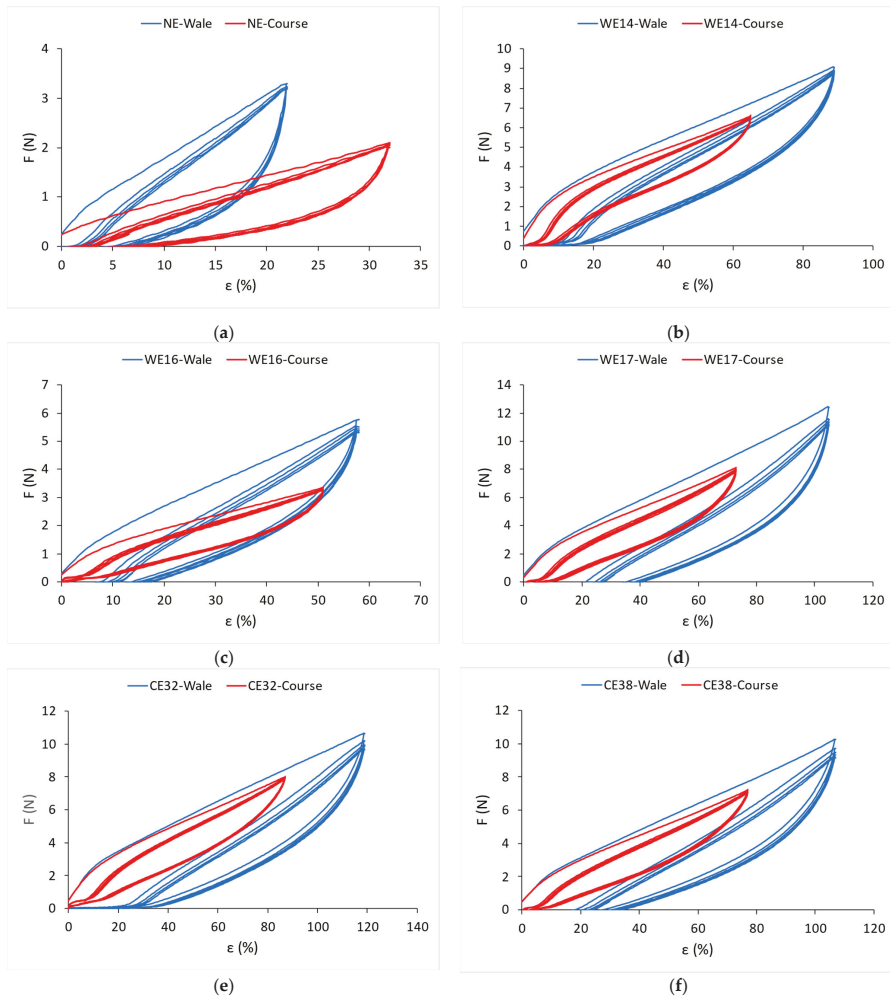 NE-Wale NE-Course
F (N)
4
3
2
1
0
0 5 10 15 20 25 30 35
ε (%)
(a)
WE14-Wale WE14-Course
F (N)
10
9
8
7
6
5
4
3
2
1
0
0 20 40 60 80 100
ε (%)
(b)
WE16-Wale WE16-Course
F (N)
7
6
5
4
3
2
1
0
0 10 20 30 40 50 60 70
ε (%)
(c)
WE17-Wale WE17-Course
F (N)
14
12
10
8
6
4
2
0
0 20 40 60 80 100 120
ε (%)
(d)
CE32-Wale CE32-Course
F (N)
12
10
8
6
4
2
0
0 20 40 60 80 100 120 140
ε (%)
(e)
CE38-Wale CE38-Course
F (N)
12
10
8
6
4
2
0
0 20 40 60 80 100 120
ε (%)
(f)